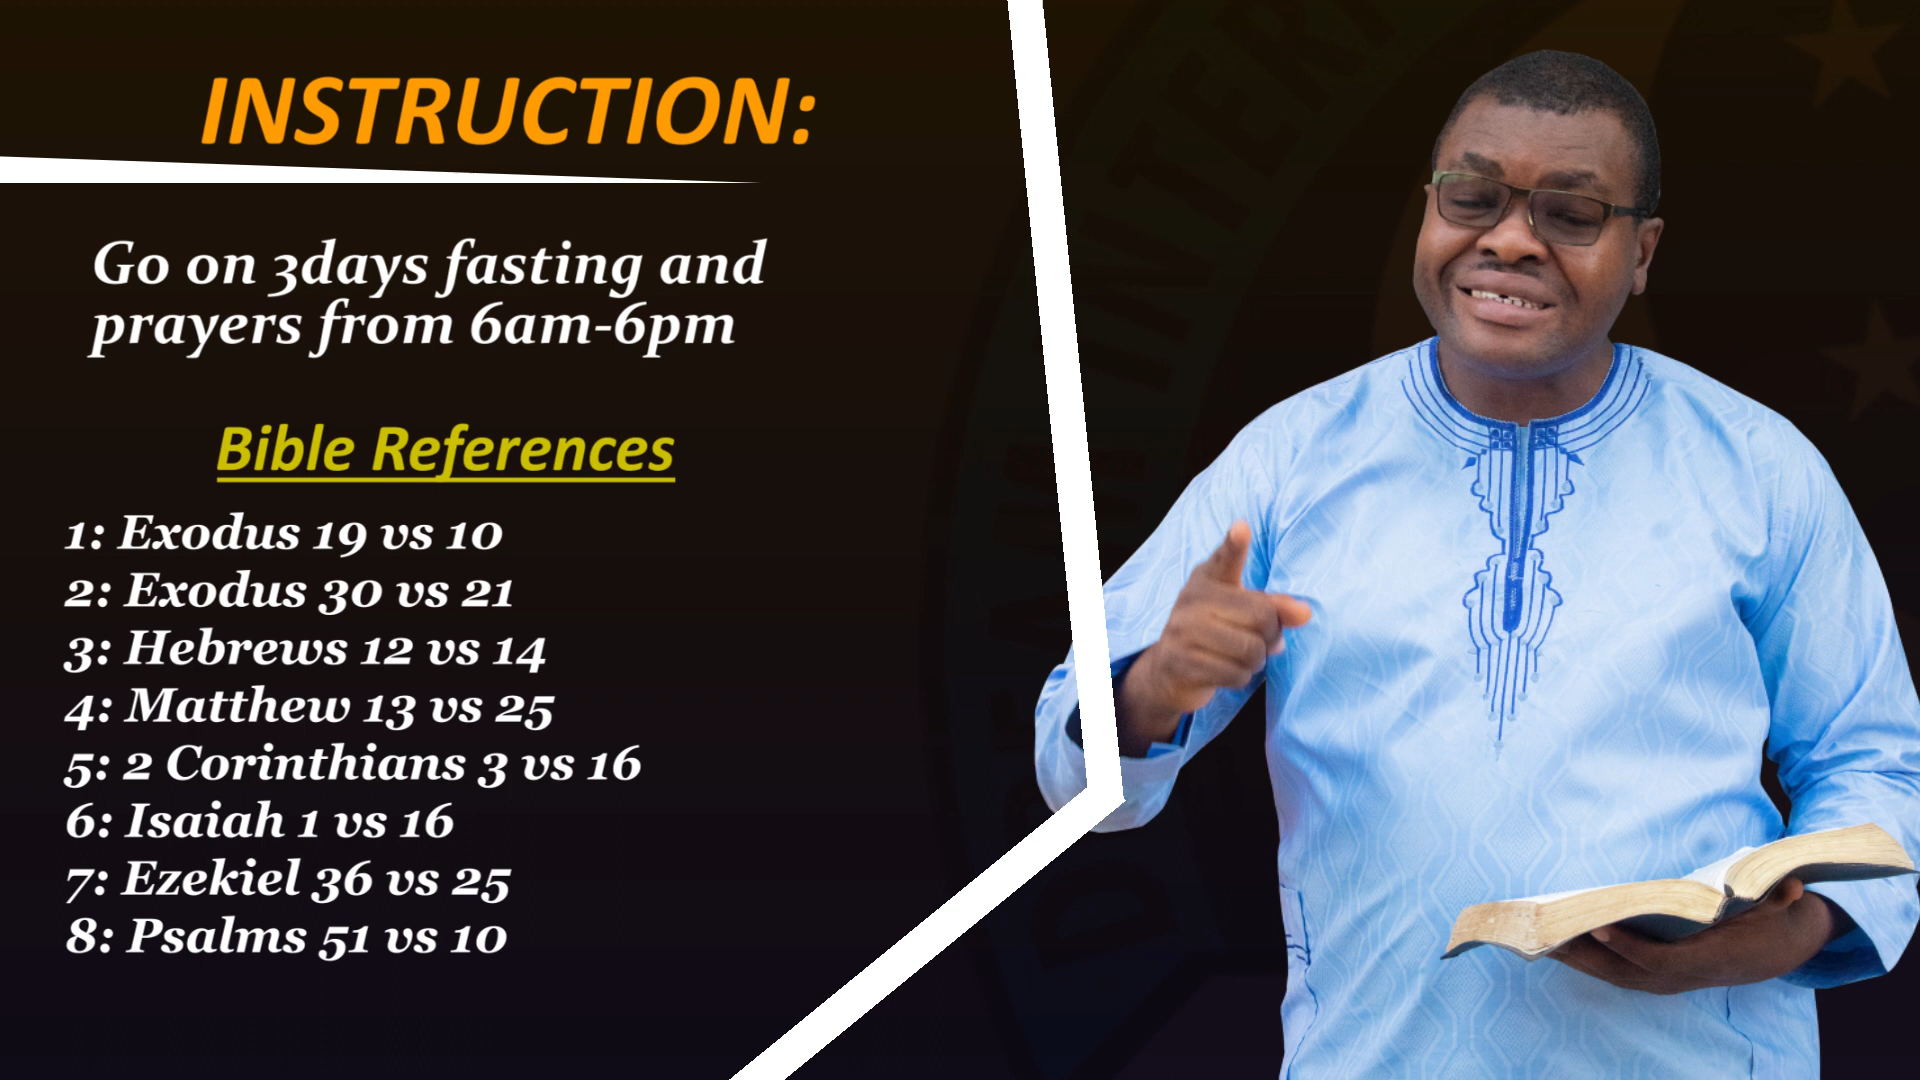 INSTRUCTION:
Go on 3days fasting and
prayers from 6am-6pm
Bible References
1: Exodus 19 vs 10
2: Exodus 30 vs 21
3: Hebrews 12 vs 14
4: Matthew 13 vs 25
5: 2 Corinthians 3 vs 16
6: Isaiah 1 vs 16
7: Ezekiel 36 vs 25
8: Psalms 51 vs 10